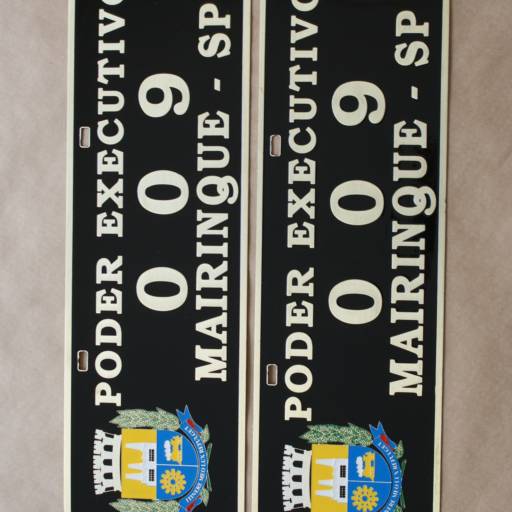 PODER EXECUTIVO
009
MAIRINQUE - SP
PODER EXECUTIVO
009
MAIRINQUE - SP